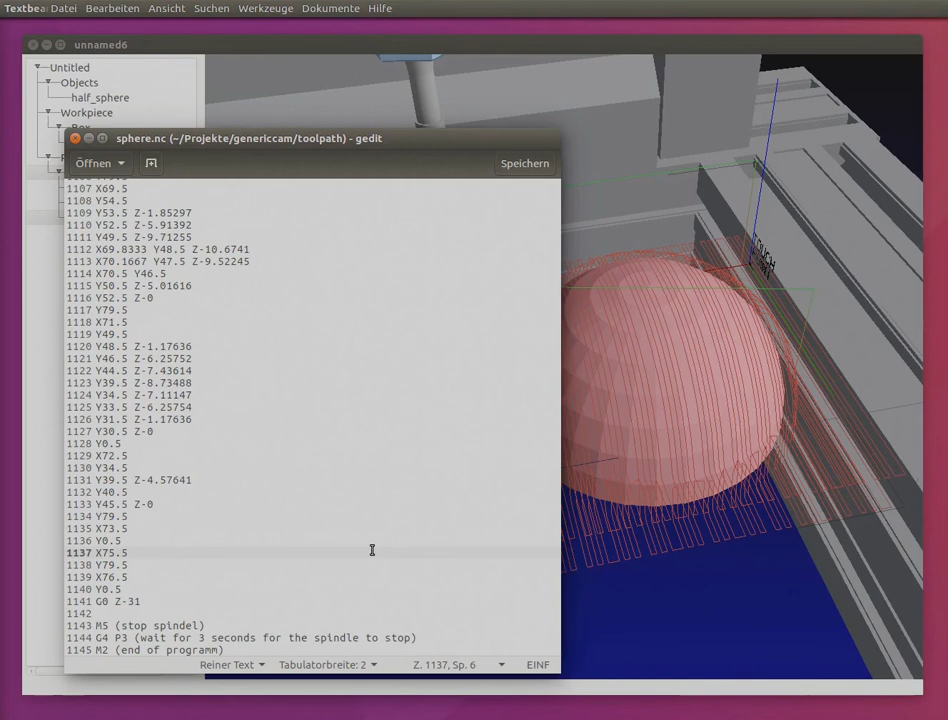 Textbea Datei Bearbeiten Ansicht Suchen Werkzeuge Dokumente Hilfe
unnamed6
Untitled
Objects
half_sphere
Workpiece
sphere.nc (~/Projekte/genericcam/toolpath) - gedit
Öffnen
Speichern
1107 X69.5
1108 Y54.5
1109 Y53.5 Z-1.85297
1110 Y52.5 Z-5.91392
1111 Y49.5 Z-9.71255
1112 X69.8333 Y48.5 Z-10.6741
1113 X70.1667 Y47.5 Z-9.52245
1114 X70.5 Y46.5
1115 Y50.5 Z-5.01616
1116 Y52.5 Z-0
1117 Y79.5
1118 X71.5
1119 Y49.5
1120 Y48.5 Z-1.17636
1121 Y46.5 Z-6.25752
1122 Y44.5 Z-7.43614
1123 Y39.5 Z-8.73488
1124 Y34.5 Z-7.11147
1125 Y33.5 Z-6.25754
1126 Y31.5 Z-1.17636
1127 Y30.5 Z-0
1128 Y0.5
1129 X72.5
1130 Y34.5
1131 Y39.5 Z-4.57641
1132 Y40.5
1133 Y45.5 Z-0
1134 Y79.5
1135 X73.5
1136 Y0.5
1137 X75.5
1138 Y79.5
1139 X76.5
1140 Y0.5
1141 G0 Z-31
1142
1143 M5 (stop spindel)
1144 G4 P3 (wait for 3 seconds for the spindle to stop)
1145 M2 (end of programm)
Reiner Text Tabulatorbreite: 2 Z. 1137, Sp. 6 EINF